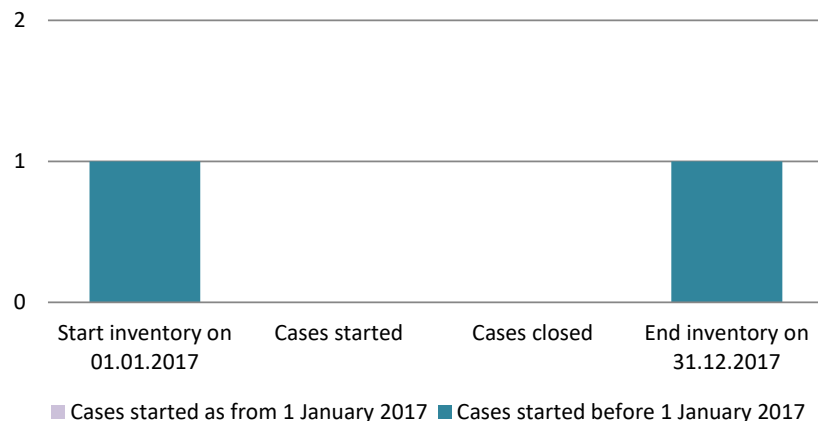 2
1
0
Start inventory on
01.01.2017
Cases started
Cases closed
End inventory on
31.12.2017
Cases started as from 1 January 2017
Cases started before 1 January 2017